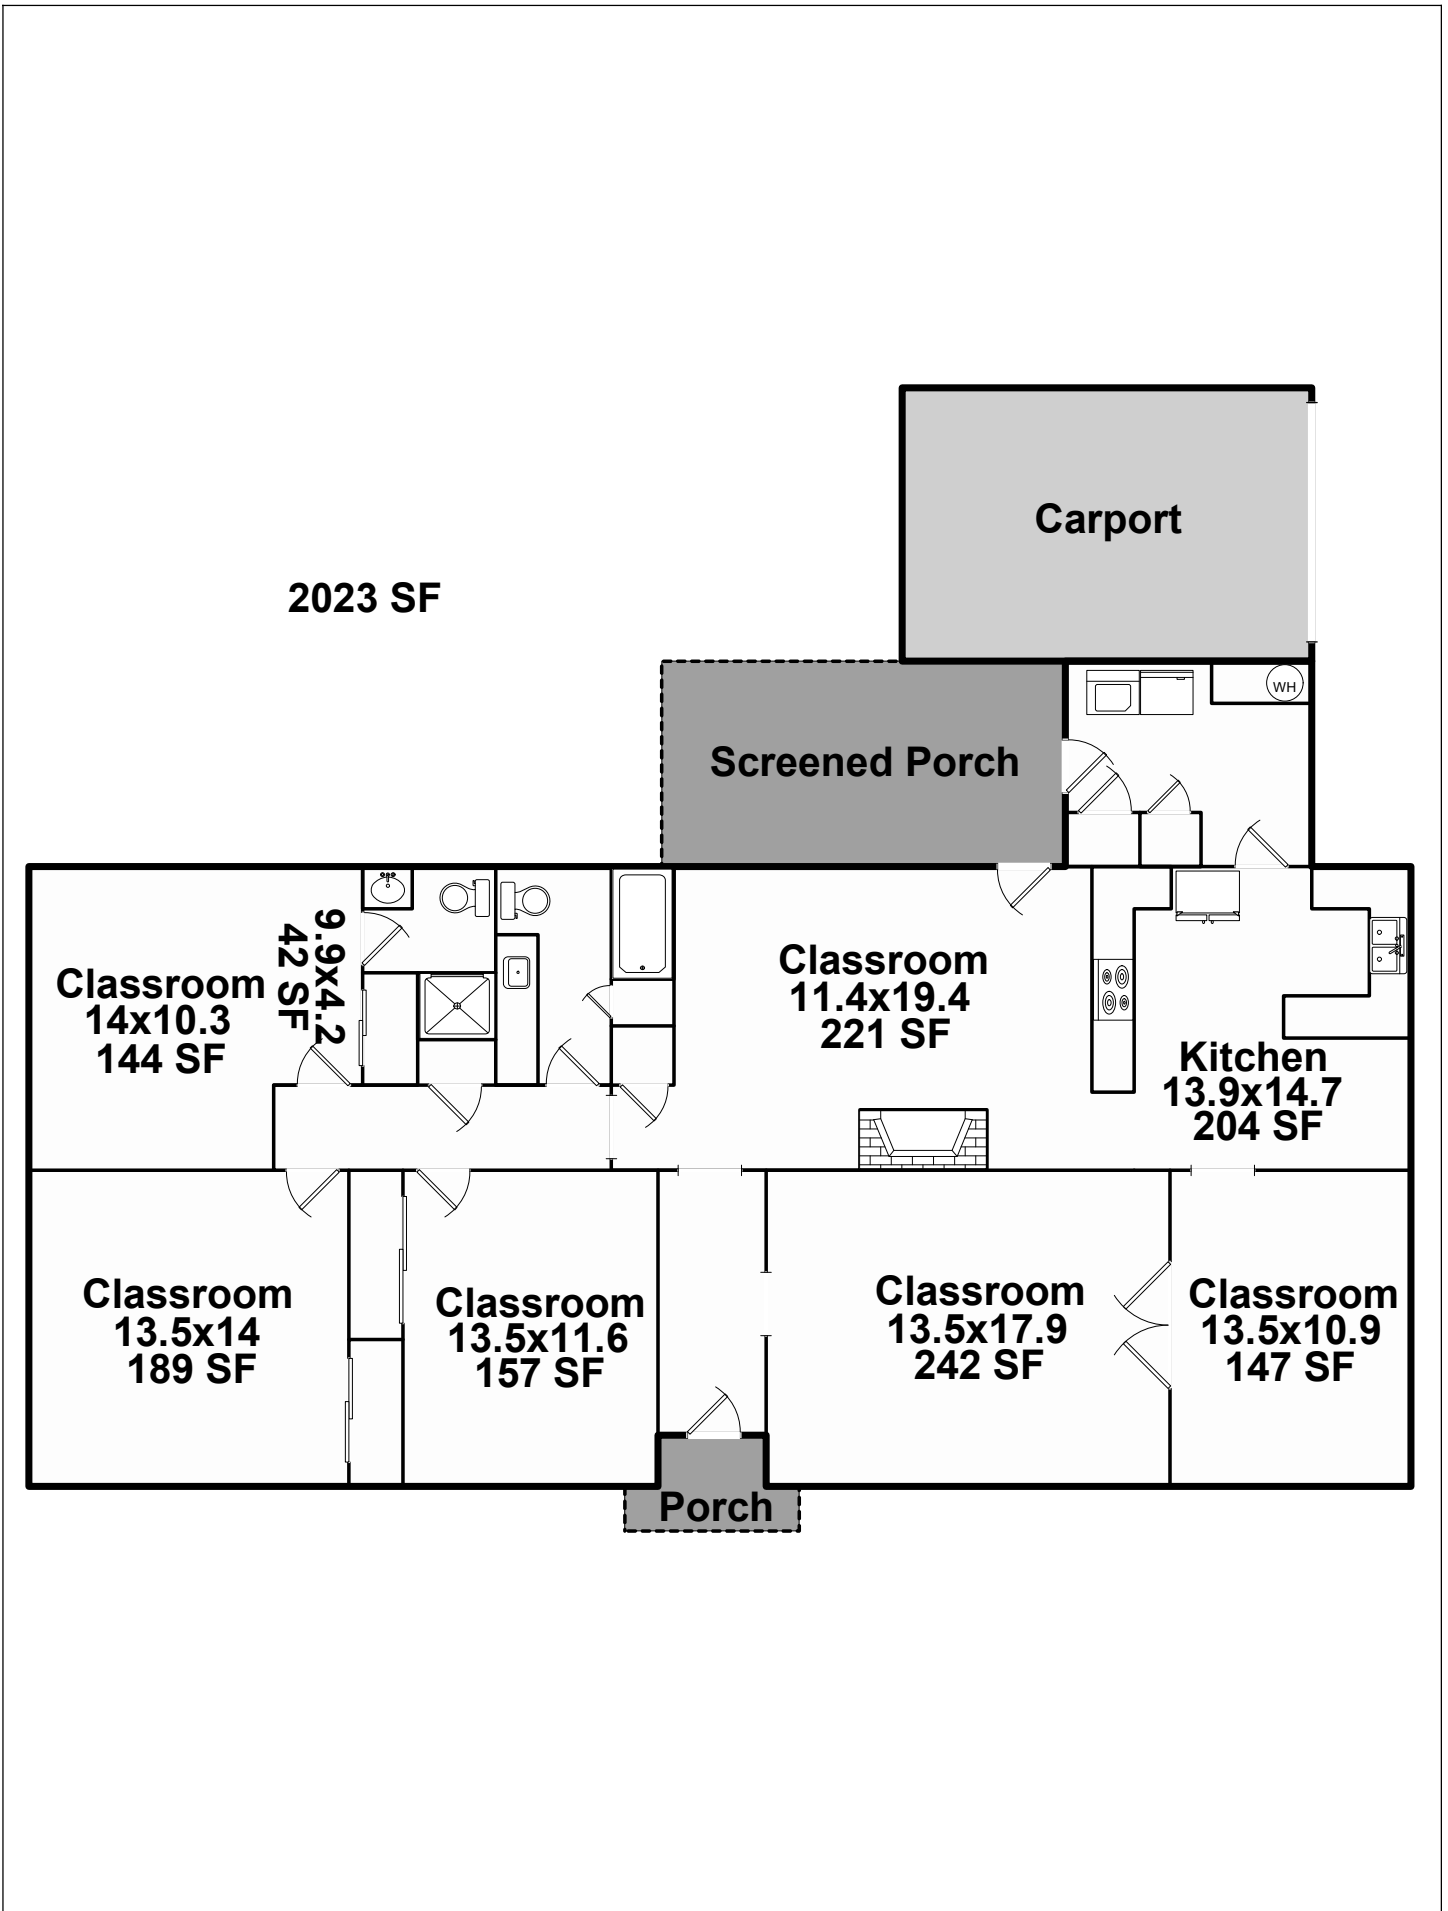 Carport
2023 SF
WH
Screened Porch
Classroom
14x10.3
144 SF
9.9x4.2
42 SF
Classroom
11.4x19.4
221 SF
Kitchen
13.9x14.7
204 SF
Classroom
13.5x14
189 SF
Classroom
13.5x11.6
157 SF
Classroom
13.5x17.9
242 SF
Classroom
13.5x10.9
147 SF
Porch